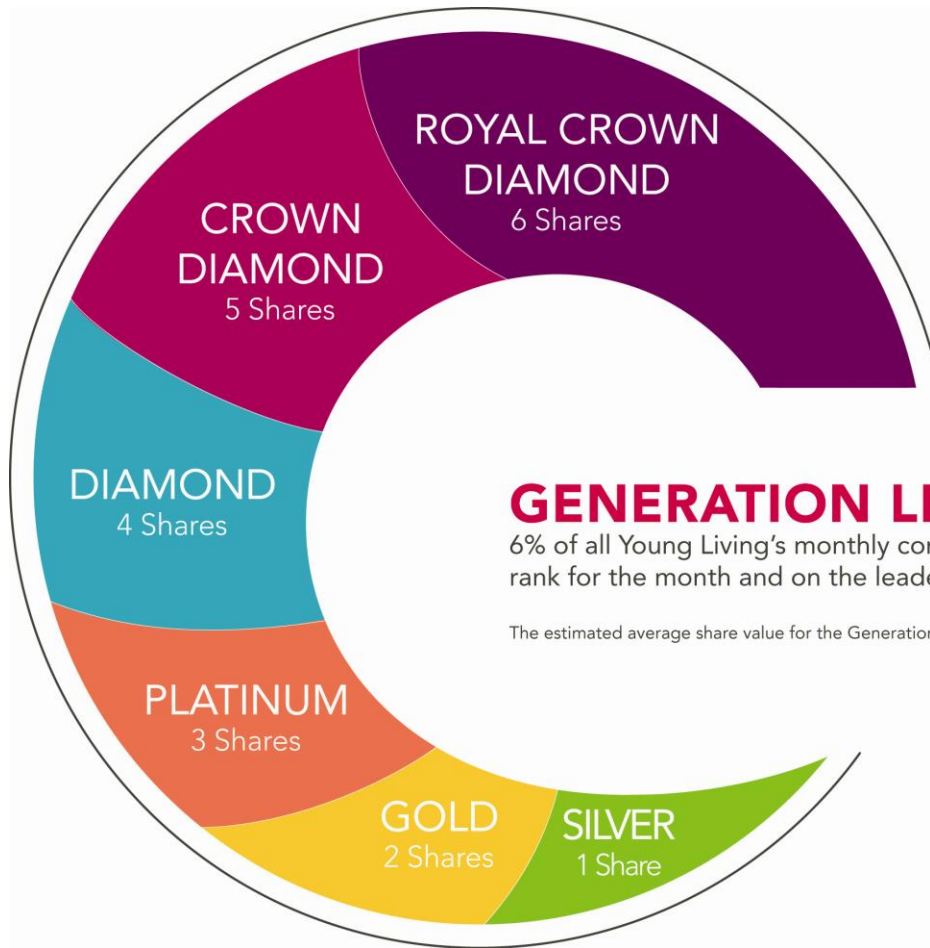 ROYAL CROWN
DIAMOND
6 Shares
CROWN
DIAMOND
5 Shares
DIAMOND
4 Shares
GENERATION
6% of all Young Living's monthly
rank for the month and on the
The estimated average share value for the Generation
PLATINUM
3 Shares
GOLD
2 Shares
SILVER
1 Share